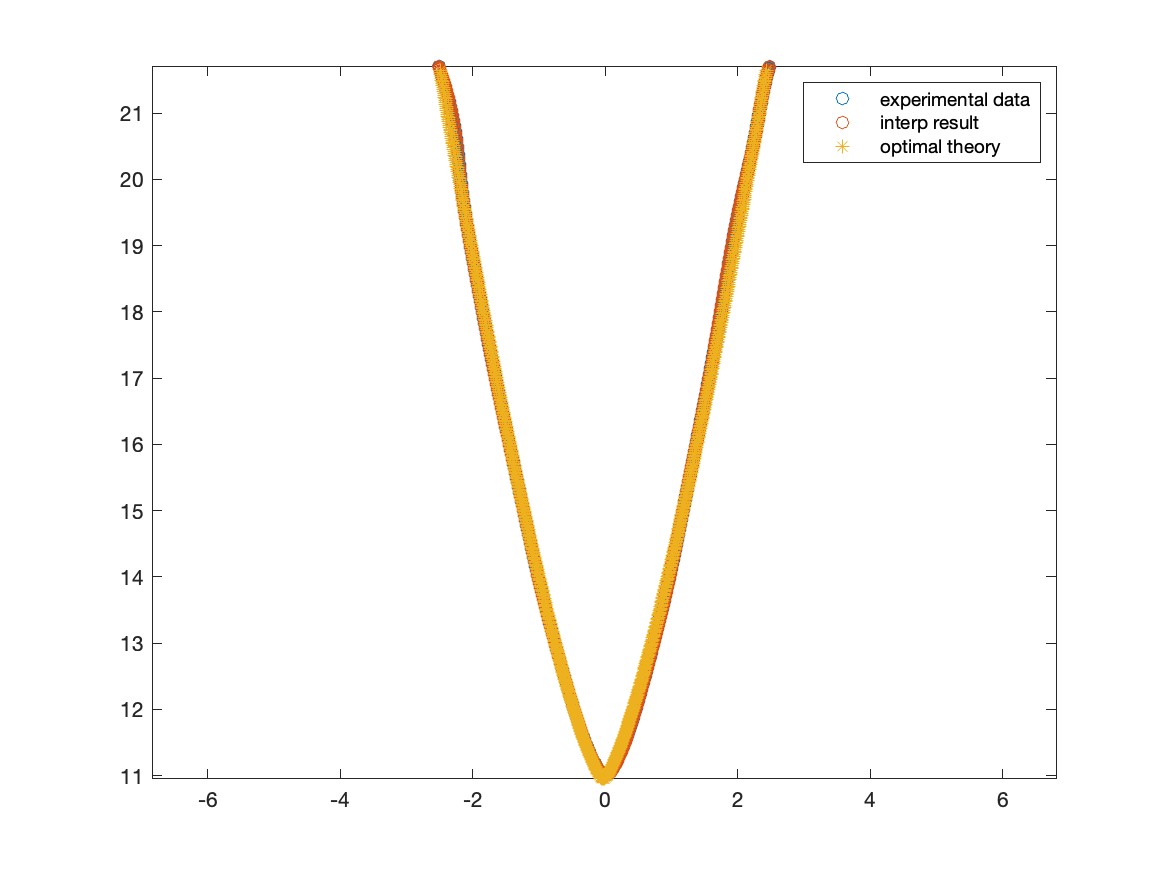 experimental data
interp result
optimal theory
21
20
19
18
17
16
15
14
13
12
11
-6 -4 -2 0 2 4 6